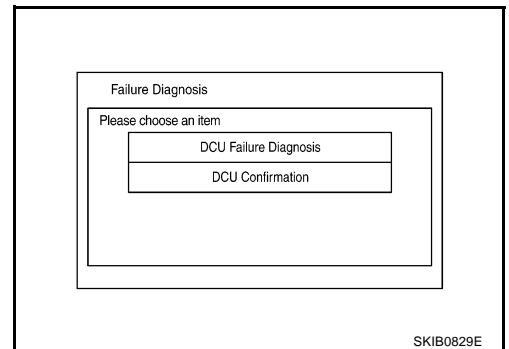 Failure Diagnosis
Please choose an item
DCU Failure Diagnosis
DCU Confirmation
SKIB0829E